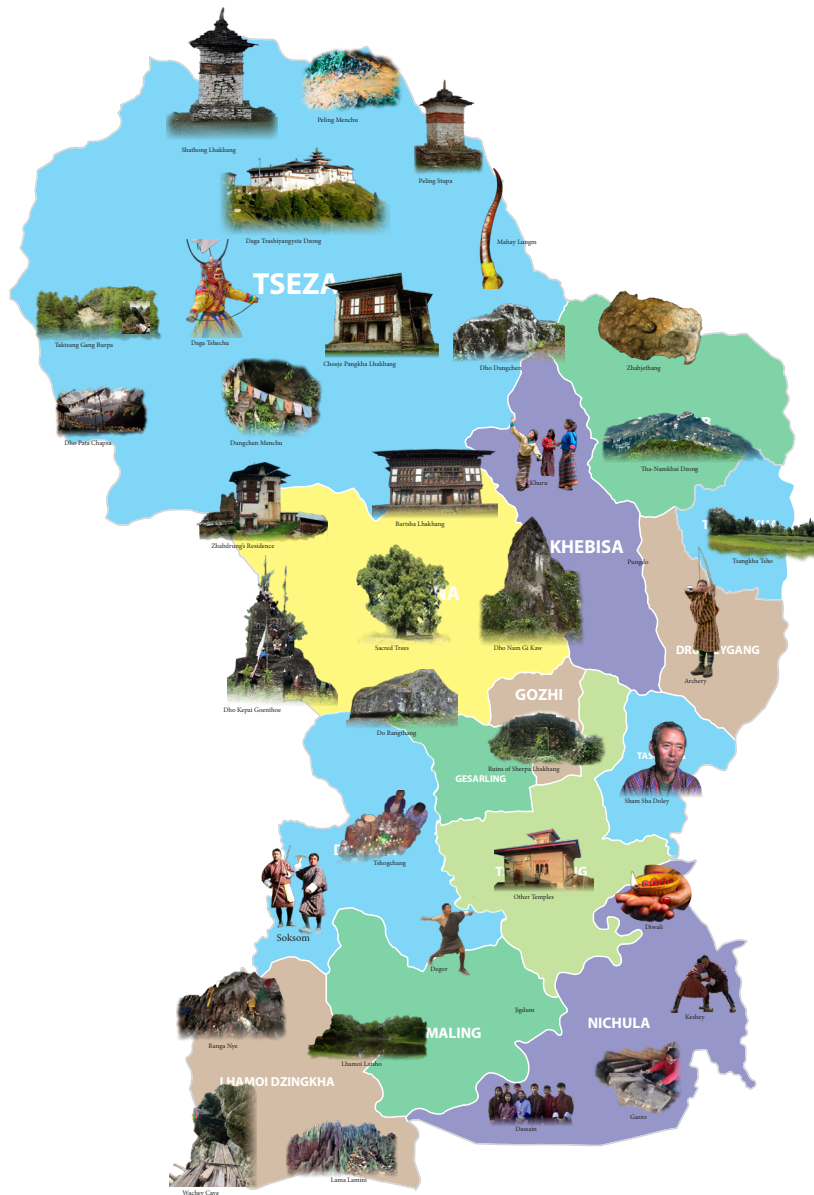 Shathong Lhakhang
Peling Menchu
Peling Stupa
Daga Trashiyangtse Dzong
Mahay Lungm
TSEZA
Taktsang Gang Burpa
Daga Tshechu
Choeje Pangkha Lhakhang
Dho Dungchen
Zhabjethang
Dho Pata Chapsa
Dungchen Menchu
Tha-Namkhai Dzong
Khuru
Zhabdrung's Residence
Bartsha Lhakhang
KHEBISA
Tsangkha Tsho
Pungdo
Sacred Trees
Dho Nam Gi Kaw
Archery
Dho Kepai Goenthoe
GOZHI
Do Rangthang
Ruins of Sherpa Lhakhang
GESARLING
Sham Sha Doley
Tshogchang
Other Temples
Soksom
Diwali
Degor
Keshey
Jigdum
Ranga Nye
NICHULA
Lhamoi Latsho
MALING
LHAMOI DZINGKHA
Garzo
Dassain
Lama Lamini
Wachey Cave